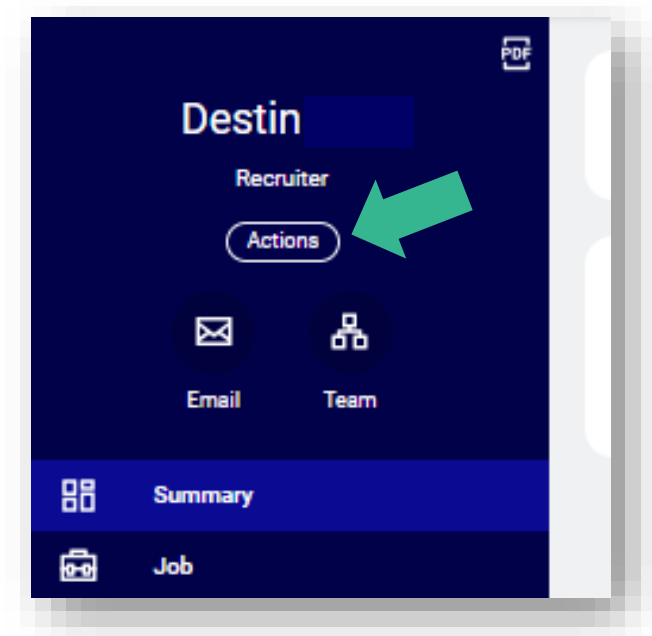 PDF
Destin
Recruiter
Actions
Email Team
Summary
Job